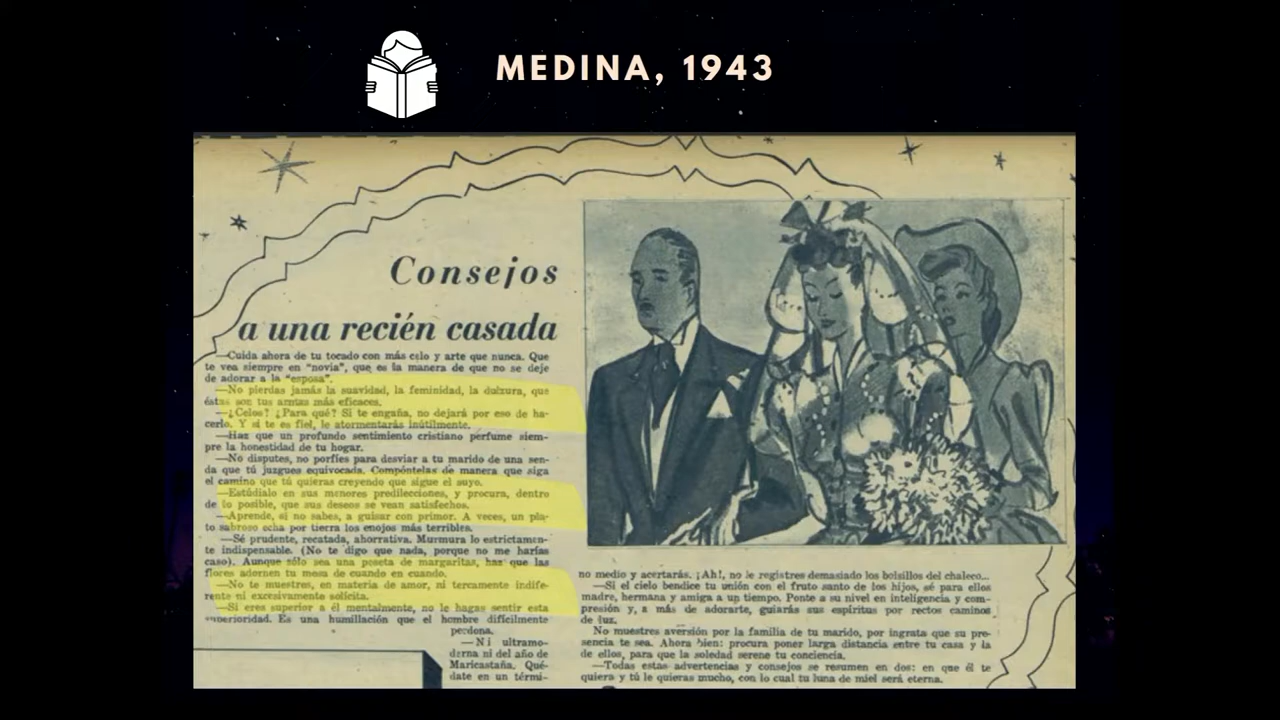 MEDINA, 1943
Consejos
a una recién casada
—Cuida ahora de tu tocado con más celo y arte que nunca. Que
te vea siempre en "novia", que es la manera de que no se deje
de adorar a la "esposa".
—No pierdas jamás la suavidad, la feminidad, la dulzura, que
éstas son tus armas más eficaces.
—¿Celos? ¿Para qué? Si te engaña, no dejará por eso de ha-
cerlo. Y si te es fiel, le atormentarás inútilmente.
—Haz que un profundo sentimiento cristiano perfume siem-
pre la honestidad de tu hogar.
—No disputes, no porfíes para desviar a tu marido de una sen-
da que tú juzgues equivocada. Compóntelas de manera que siga
el camino que tú quieras creyendo que sigue el suyo.
—Estúdialo en sus menores predilecciones, y procura, dentro
de lo posible, que sus deseos se vean satisfechos.
—Aprende, si no sabes, a guisar con primor. A veces, un pla-
to sabroso echa por tierra los enojos más terribles.
—Sé prudente, recatada, ahorrativa. Murmura lo estrictamen-
te indispensable. (No te digo que nada, porque no me harías
caso). Aunque sólo sea una peseta de margaritas, haz que las
flores adornen tu mesa de cuando en cuando.
—No te muestres, en materia de amor, ni tercamente indife-
rente ni excesivamente solícita.
—Si eres superior a él mentalmente, no le hagas sentir esta
superioridad. Es una humillación que el hombre difícilmente
perdona.
—Ni ultramo-
derna ni del año de
Maricastaña. Qué-
date en un térmi-
no medio y acertarás. ¡Ah!, no le registres demasiado los bolsillos del chaleco...
—Si el cielo bendice tu unión con el fruto santo de los hijos, sé para ellos
madre, hermana y amiga a un tiempo. Ponte a su nivel en inteligencia y com-
presión y, a más de adorarte, guiarás sus espíritus por rectos caminos
de luz.
No muestres aversión por la familia de tu marido, por ingrata que su pre-
sencia te sea. Ahora bien: procura poner larga distancia entre tu casa y la
de ellos, para que la soledad serene tu conciencia.
—Todas estas advertencias y consejos se resumen en dos: en que él te
quiera y tú le quieras mucho, con lo cual tu luna de miel será eterna.